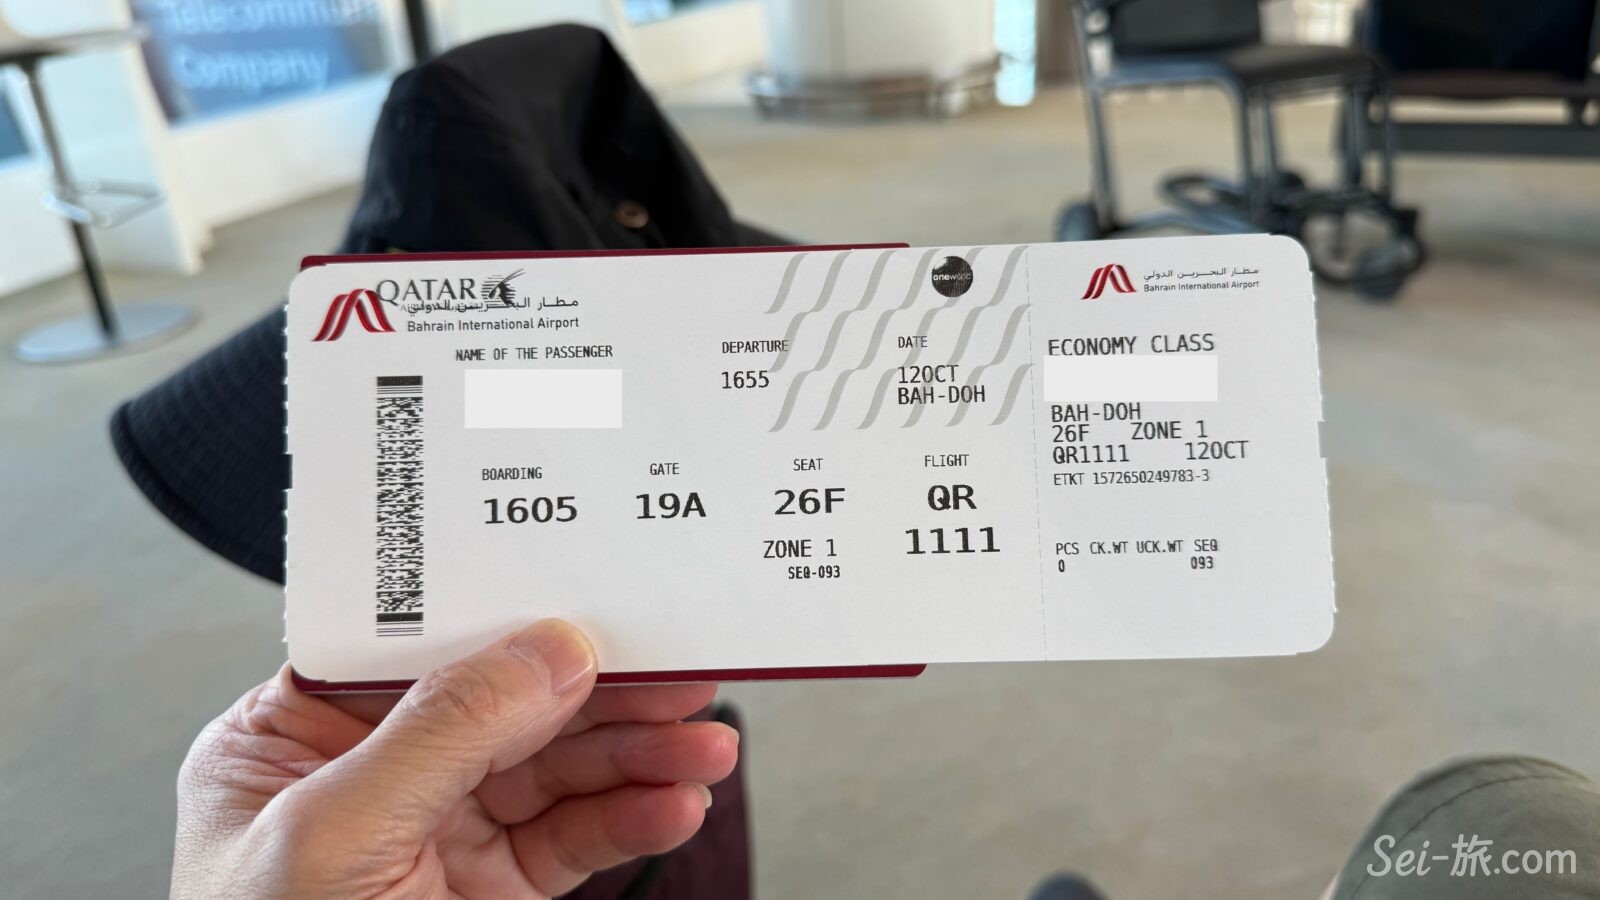 Telecommun
Company
QATAR
مطار البحرين الدولي
Bahrain International Airport
oneworld
مطار البحرين الدولي
Bahrain International Airport
NAME OF THE PASSENGER
DEPARTURE
1655
DATE
12OCT
BAH-DOH
BOARDING
1605
GATE
19A
SEAT
26F
ZONE 1
SEQ-093
FLIGHT
QR
1111
ECONOMY CLASS
BAH-DOH
26F ZONE 1
QR1111 12OCT
ETKT 1572650249783-3
PCS CK.WT UCK.WT SEQ
0 093
Sei-旅.com